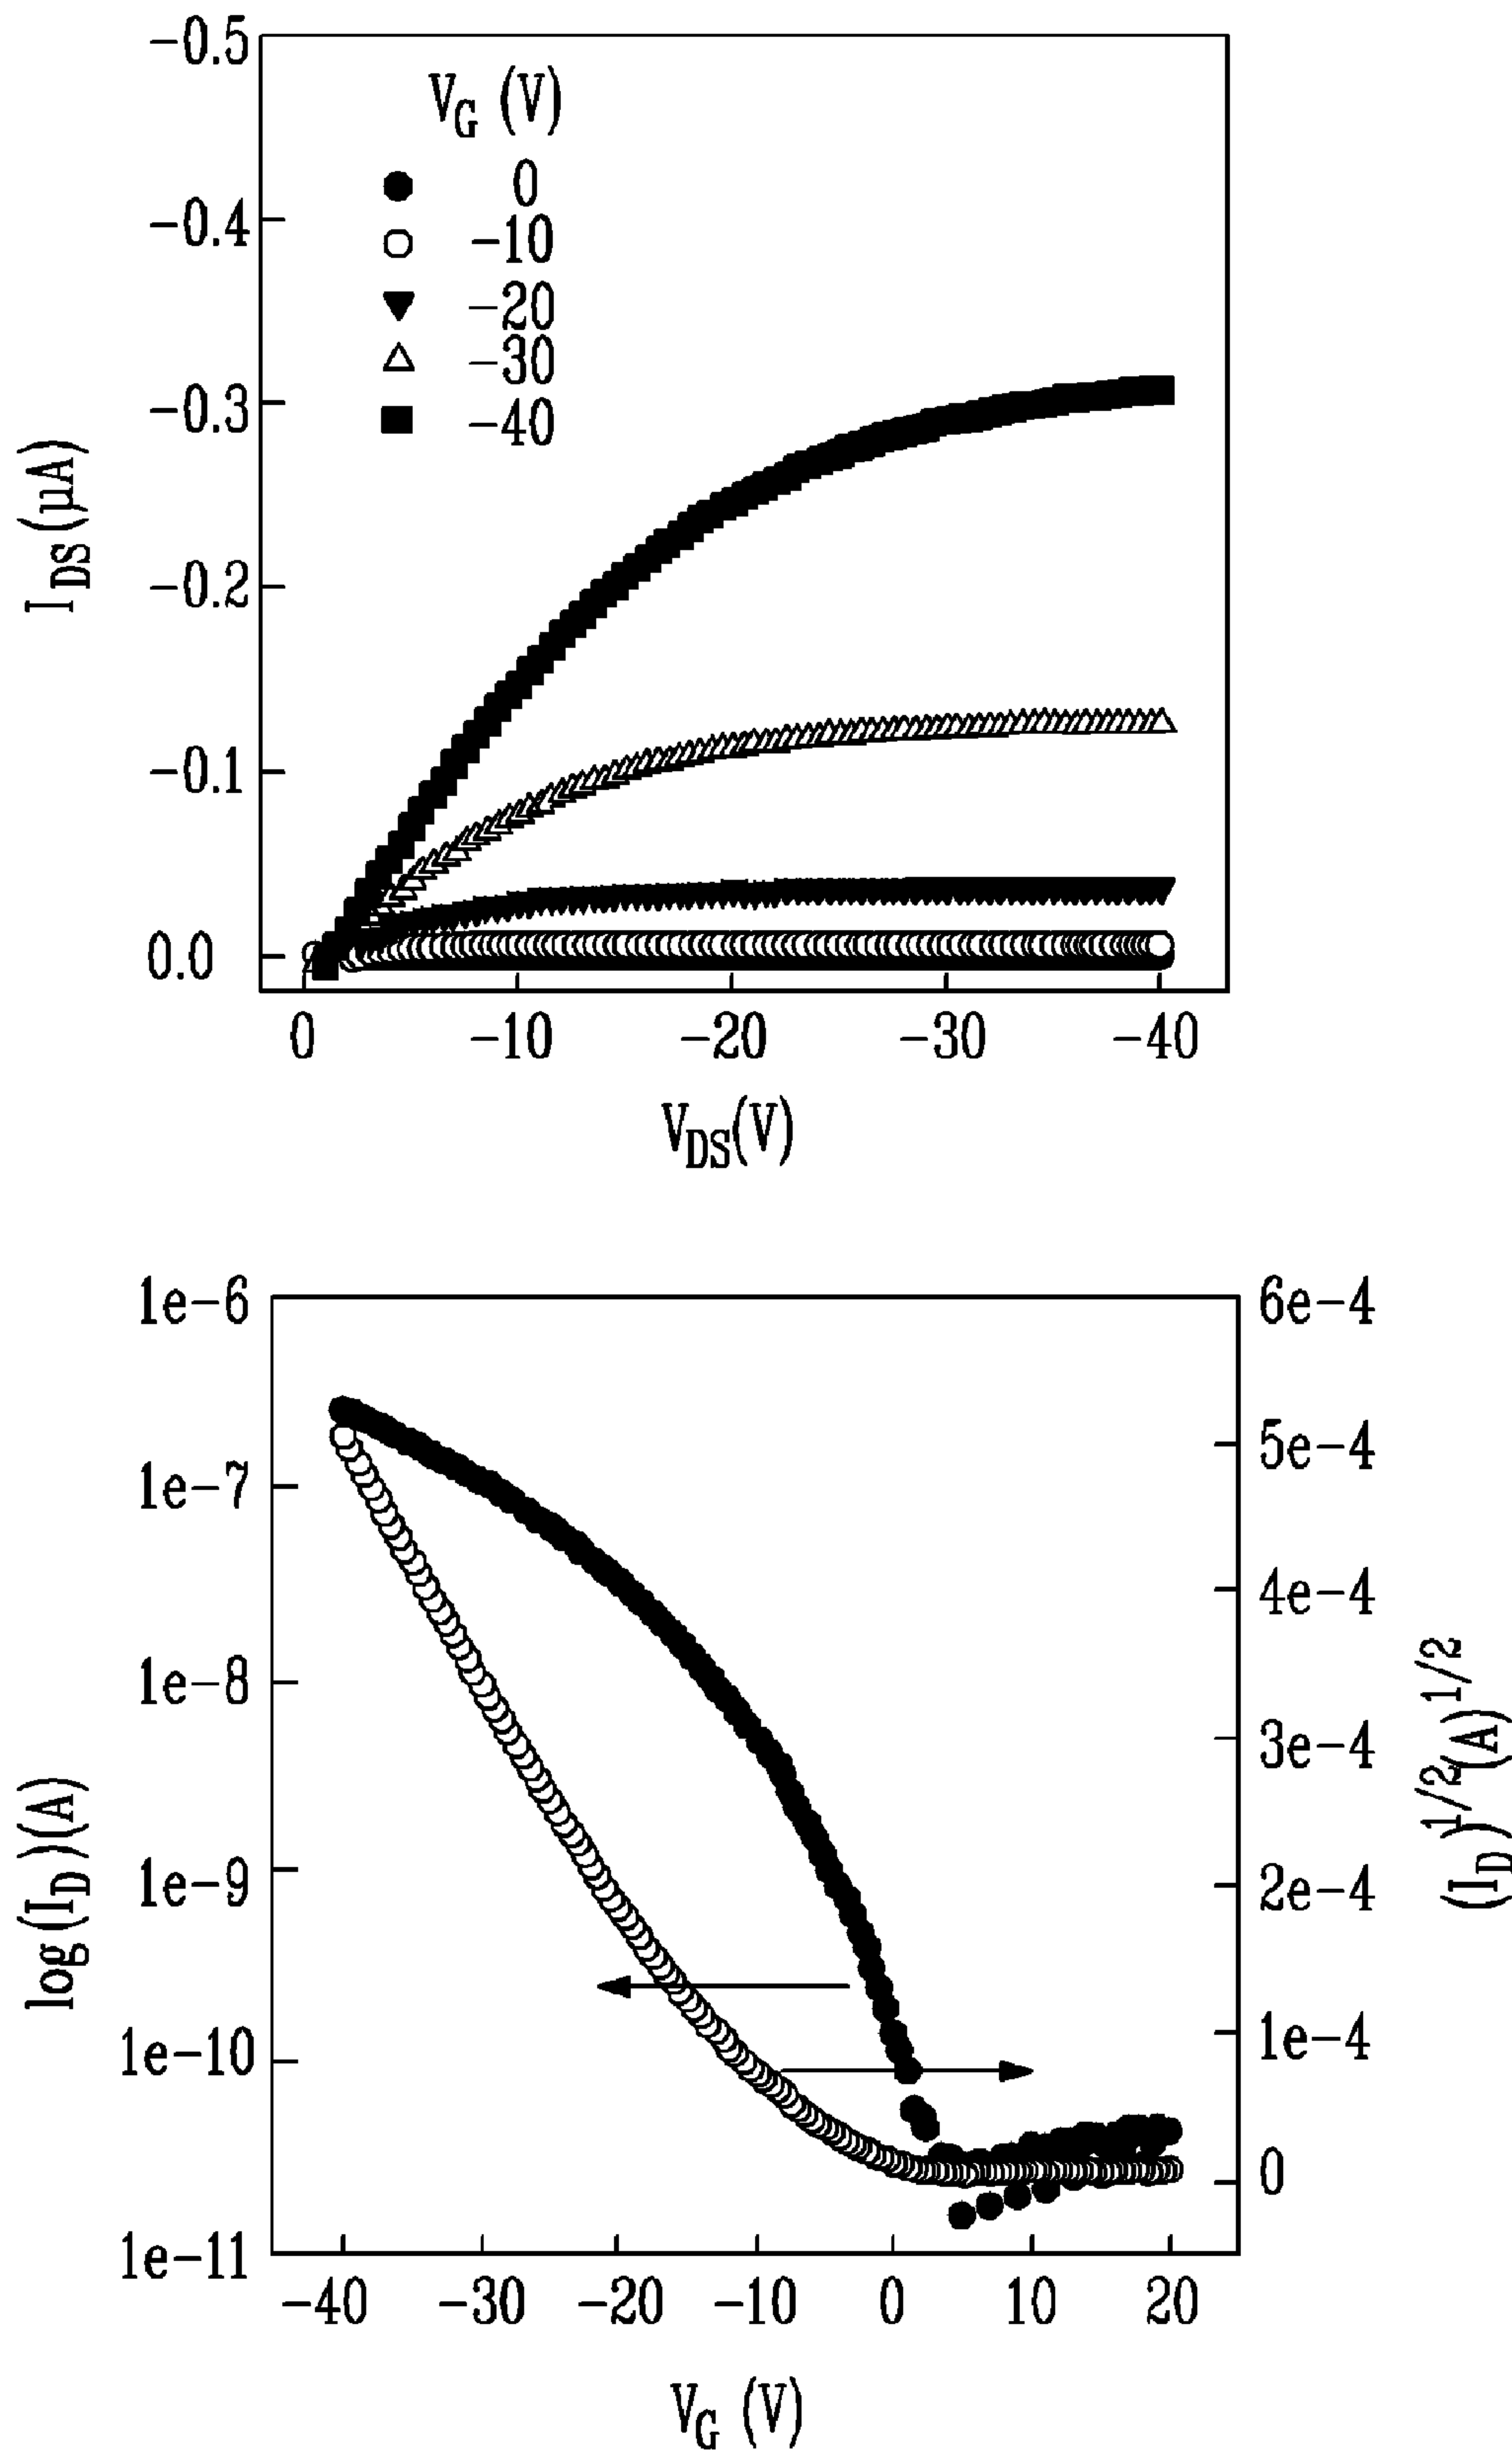 V_G (V)
0
−10
−20
−30
−40
−0.5
−0.4
−0.3
−0.2
−0.1
0.0
I_DS (μA)
0 −10 −20 −30 −40
V_DS(V)
1e−6
1e−7
1e−8
1e−9
1e−10
1e−11
log(I_D)(A)
6e−4
5e−4
4e−4
3e−4
2e−4
1e−4
0
(I_D)^1/2(A)^1/2
−40 −30 −20 −10 0 10 20
V_G (V)